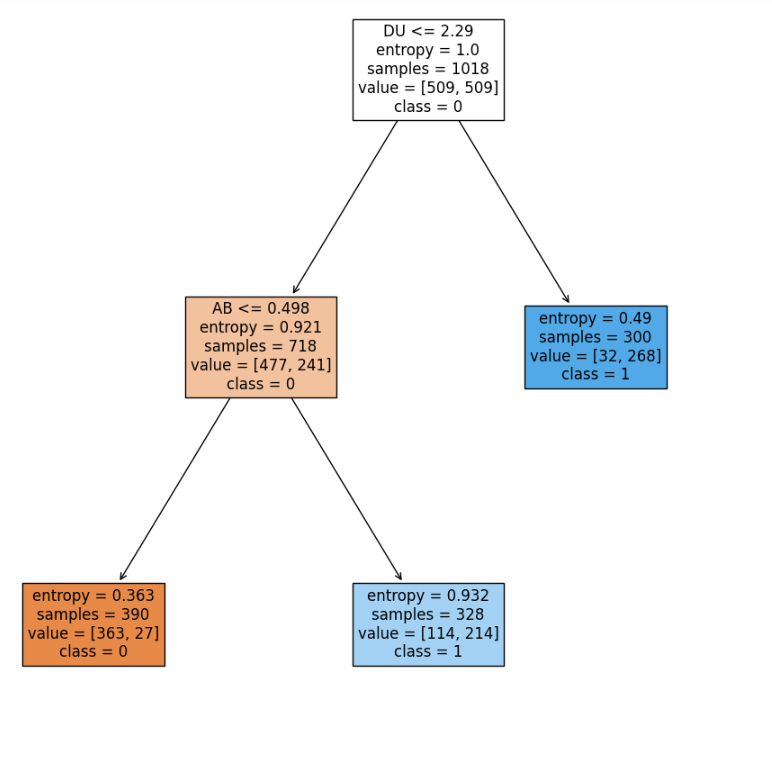 DU <= 2.29
entropy = 1.0
samples = 1018
value = [509, 509]
class = 0
AB <= 0.498
entropy = 0.921
samples = 718
value = [477, 241]
class = 0
entropy = 0.49
samples = 300
value = [32, 268]
class = 1
entropy = 0.363
samples = 390
value = [363, 27]
class = 0
entropy = 0.932
samples = 328
value = [114, 214]
class = 1